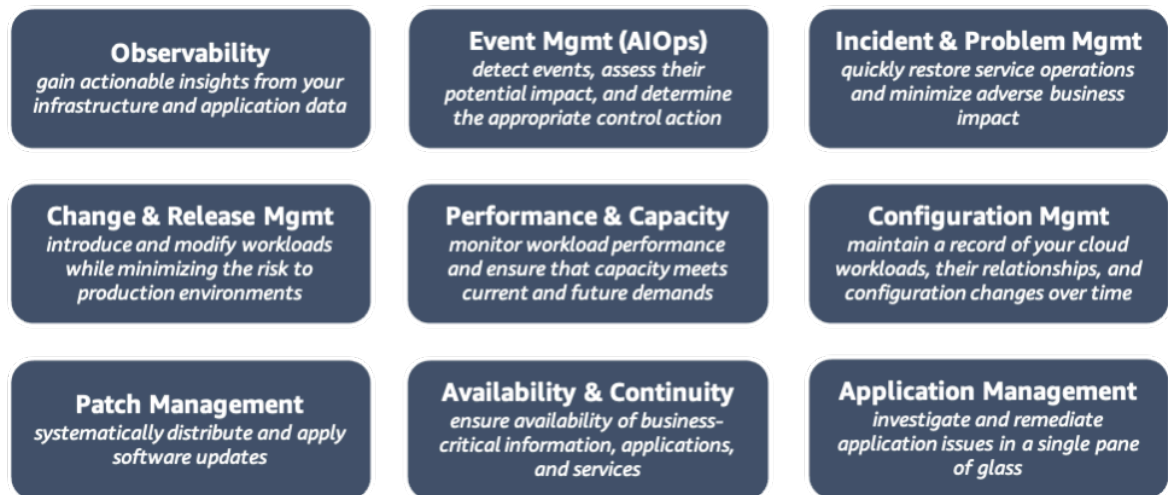 Observability
gain actionable insights from your
infrastructure and application data
Event Mgmt (AIOps)
detect events, assess their
potential impact, and determine
the appropriate control action
Incident & Problem Mgmt
quickly restore service operations
and minimize adverse business
impact
Change & Release Mgmt
introduce and modify workloads
while minimizing the risk to
production environments
Performance & Capacity
monitor workload performance
and ensure that capacity meets
current and future demands
Configuration Mgmt
maintain a record of your cloud
workloads, their relationships, and
configuration changes over time
Patch Management
systematically distribute and apply
software updates
Availability & Continuity
ensure availability of business-
critical information, applications,
and services
Application Management
investigate and remediate
application issues in a single pane
of glass